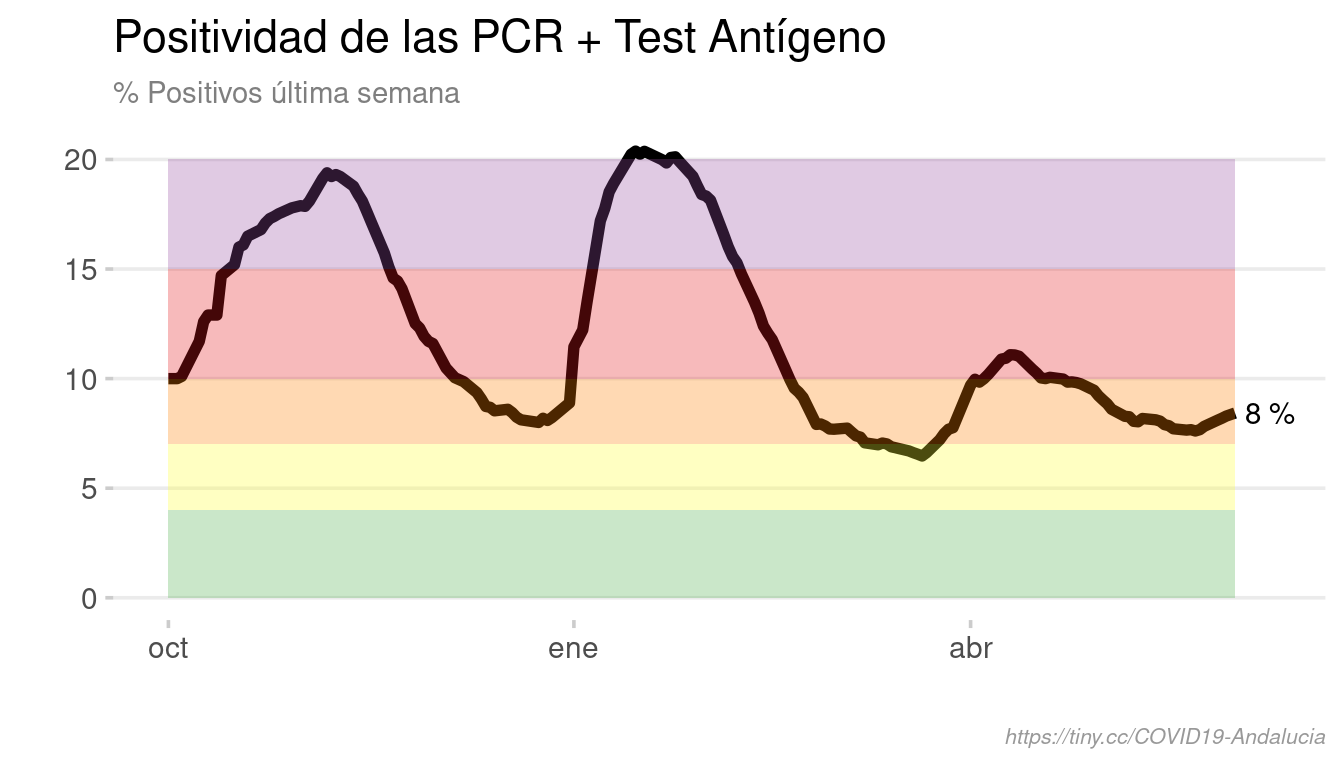 Positividad de las PCR + Test Antígeno
% Positivos última semana
20
15
10
5
0
8 %
oct ene abr
https://tiny.cc/COVID19-Andalucia